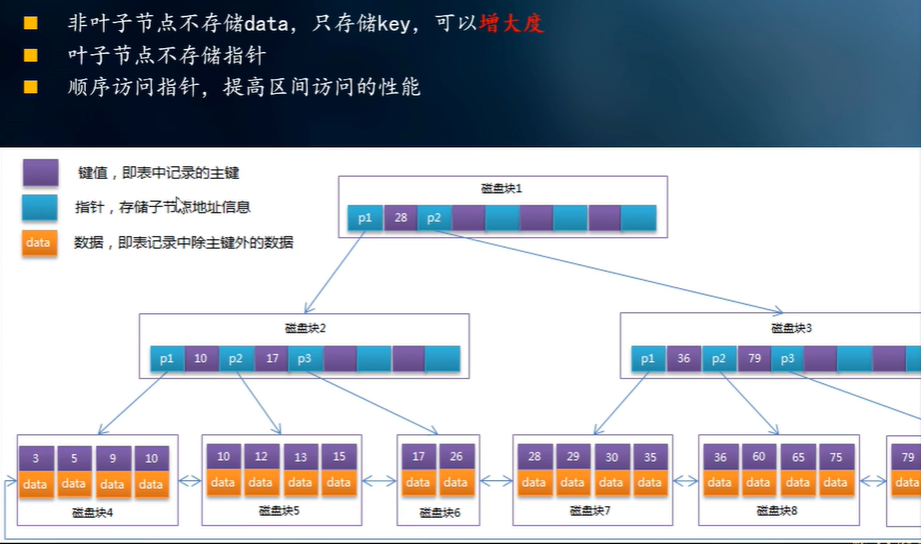 非叶子节点不存储data，只存储key，可以增大度
叶子节点不存储指针
顺序访问指针，提高区间访问的性能
键值，即表中记录的主键
指针，存储子节点地址信息
data 数据，即表记录中除主键外的数据
磁盘块1
p1 28 p2
磁盘块2
p1 10 p2 17 p3
磁盘块3
p1 36 p2 79 p3
3 5 9 10
data data data data
磁盘块4
10 12 13 15
data data data data
磁盘块5
17 26
data data
磁盘块6
28 29 30 35
data data data data
磁盘块7
36 60 65 75
data data data data
磁盘块8
79
data